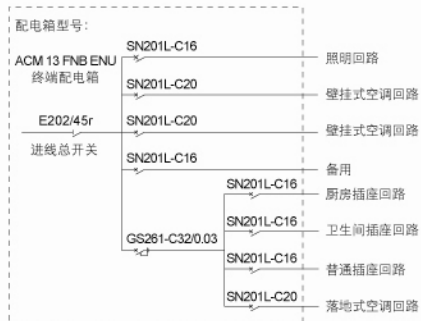 配电箱型号:
ACM 13 FNB ENU
终端配电箱
SN201L-C16
照明回路
SN201L-C20
壁挂式空调回路
E202/45r
进线总开关
SN201L-C20
壁挂式空调回路
SN201L-C16
备用
SN201L-C16
厨房插座回路
SN201L-C16
卫生间插座回路
GS261-C32/0.03
SN201L-C16
普通插座回路
SN201L-C20
落地式空调回路